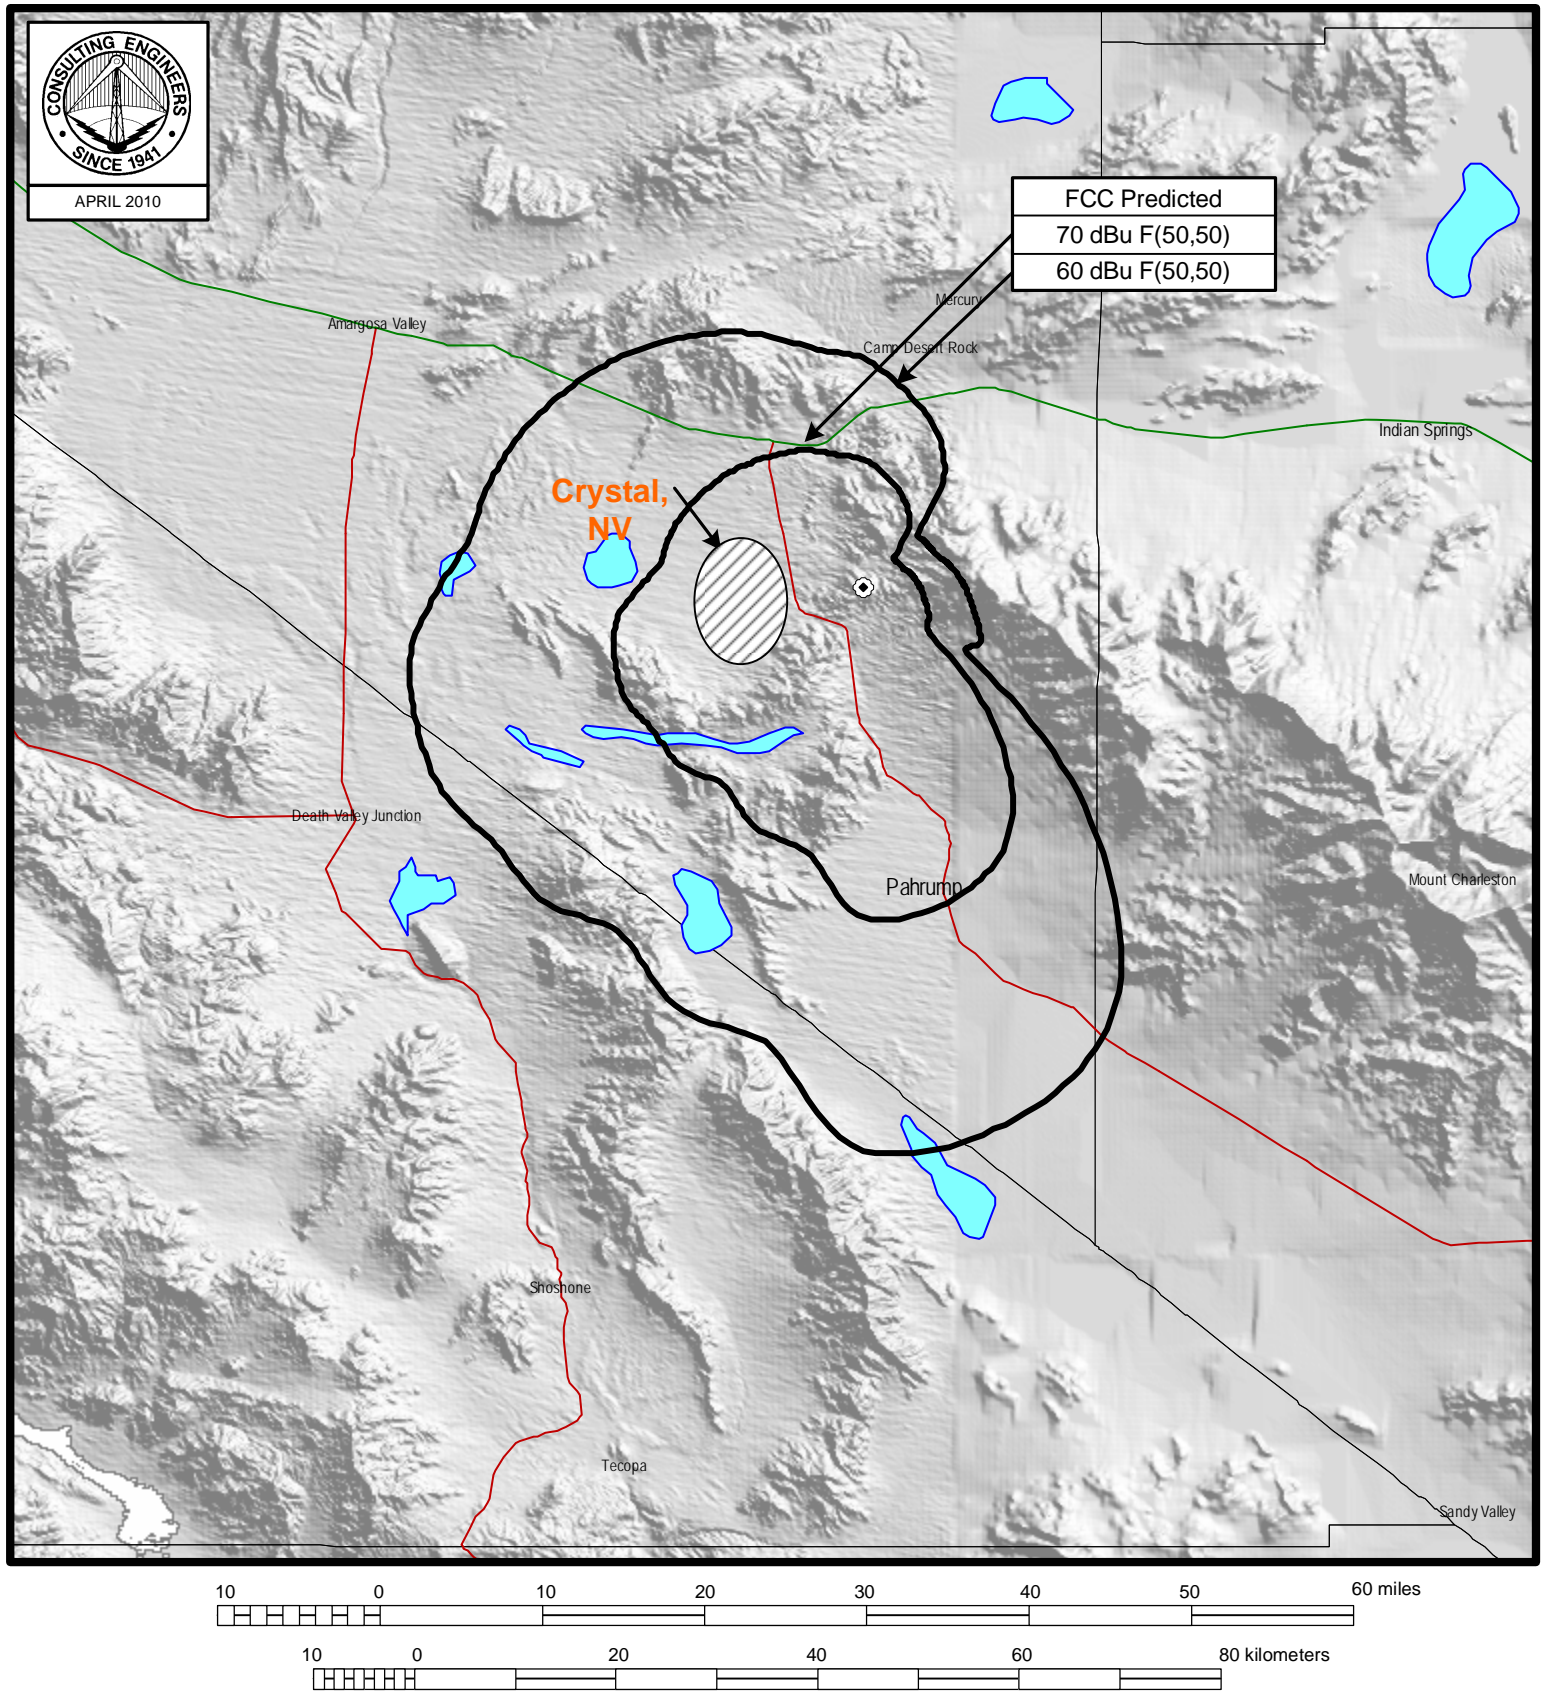 CONSULTING ENGINEERS
SINCE 1941
APRIL 2010
FCC Predicted
70 dBu F(50,50)
60 dBu F(50,50)
Mercury
Amargosa Valley
Camp Desert Rock
Indian Springs
Crystal,
NV
Death Valley Junction
Pahrump
Mount Charleston
Shoshone
Tecopa
Sandy Valley
10 0 10 20 30 40 50 60 miles
10 0 20 40 60 80 kilometers